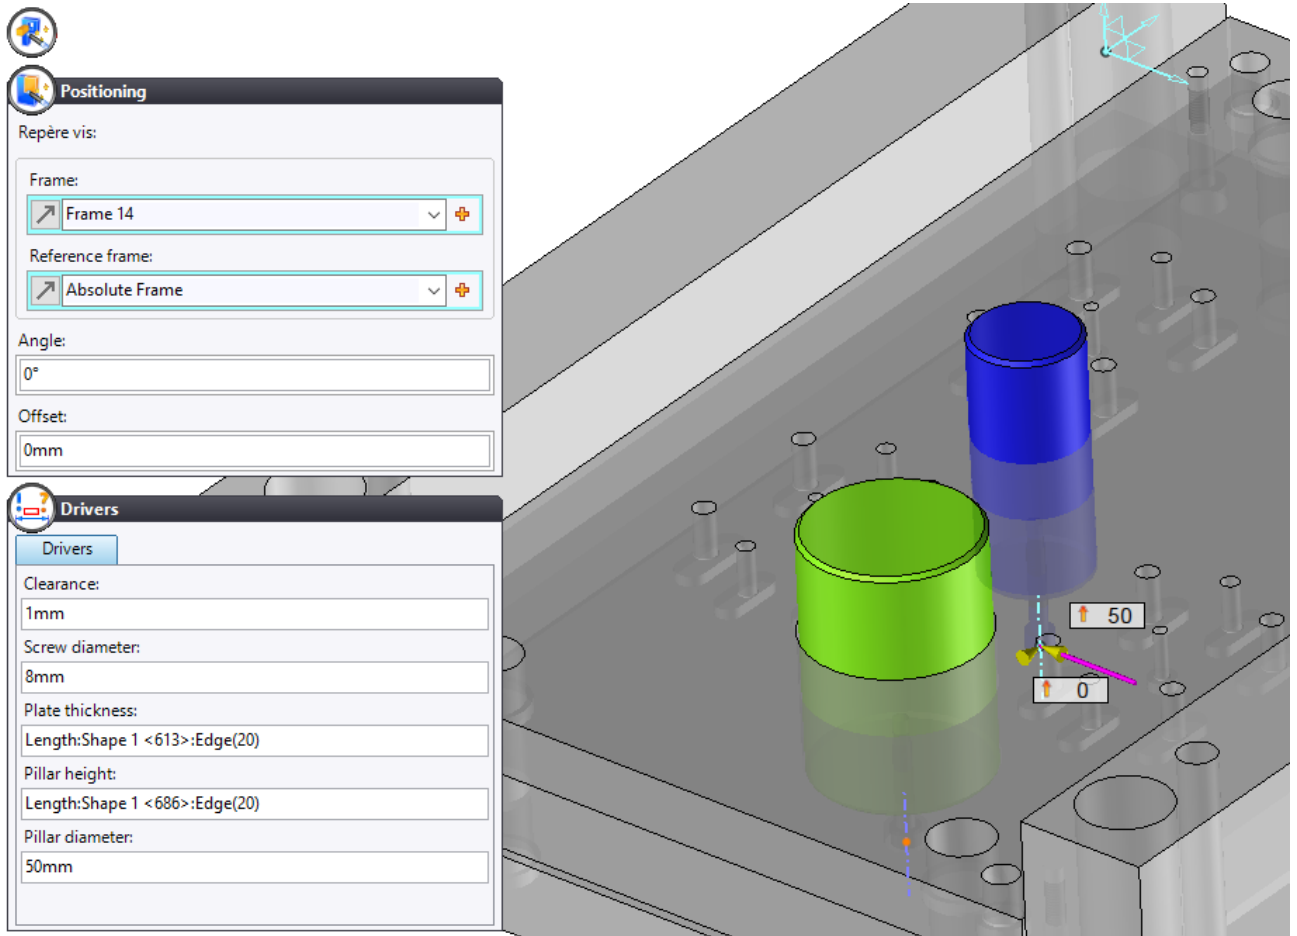 Positioning
Repère vis:
Frame:
Frame 14
Reference frame:
Absolute Frame
Angle:
0°
Offset:
0mm
Drivers
Drivers
Clearance:
1mm
Screw diameter:
8mm
Plate thickness:
Length:Shape 1 <613>:Edge(20)
Pillar height:
Length:Shape 1 <686>:Edge(20)
Pillar diameter:
50mm
50
0